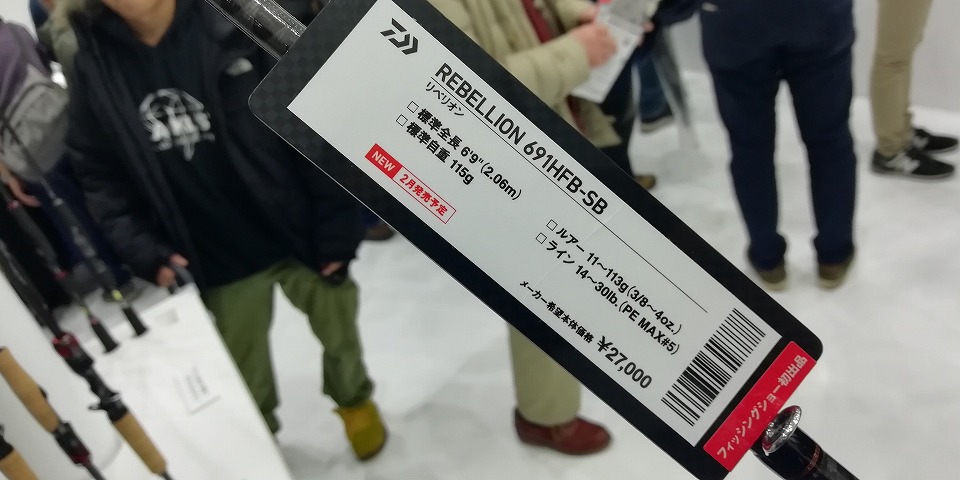 REBELLION 691HFB-SB
リベリオン
□ 標準全長 6'9"(2.06m)
□ 標準自重 115g
NEW 2月発売予定
□ ルアー 11〜113g(3/8〜4oz.)
□ ライン 14〜30lb.(PE MAX#5)
メーカー希望本体価格 ¥27,000
フィッシングショー初出品